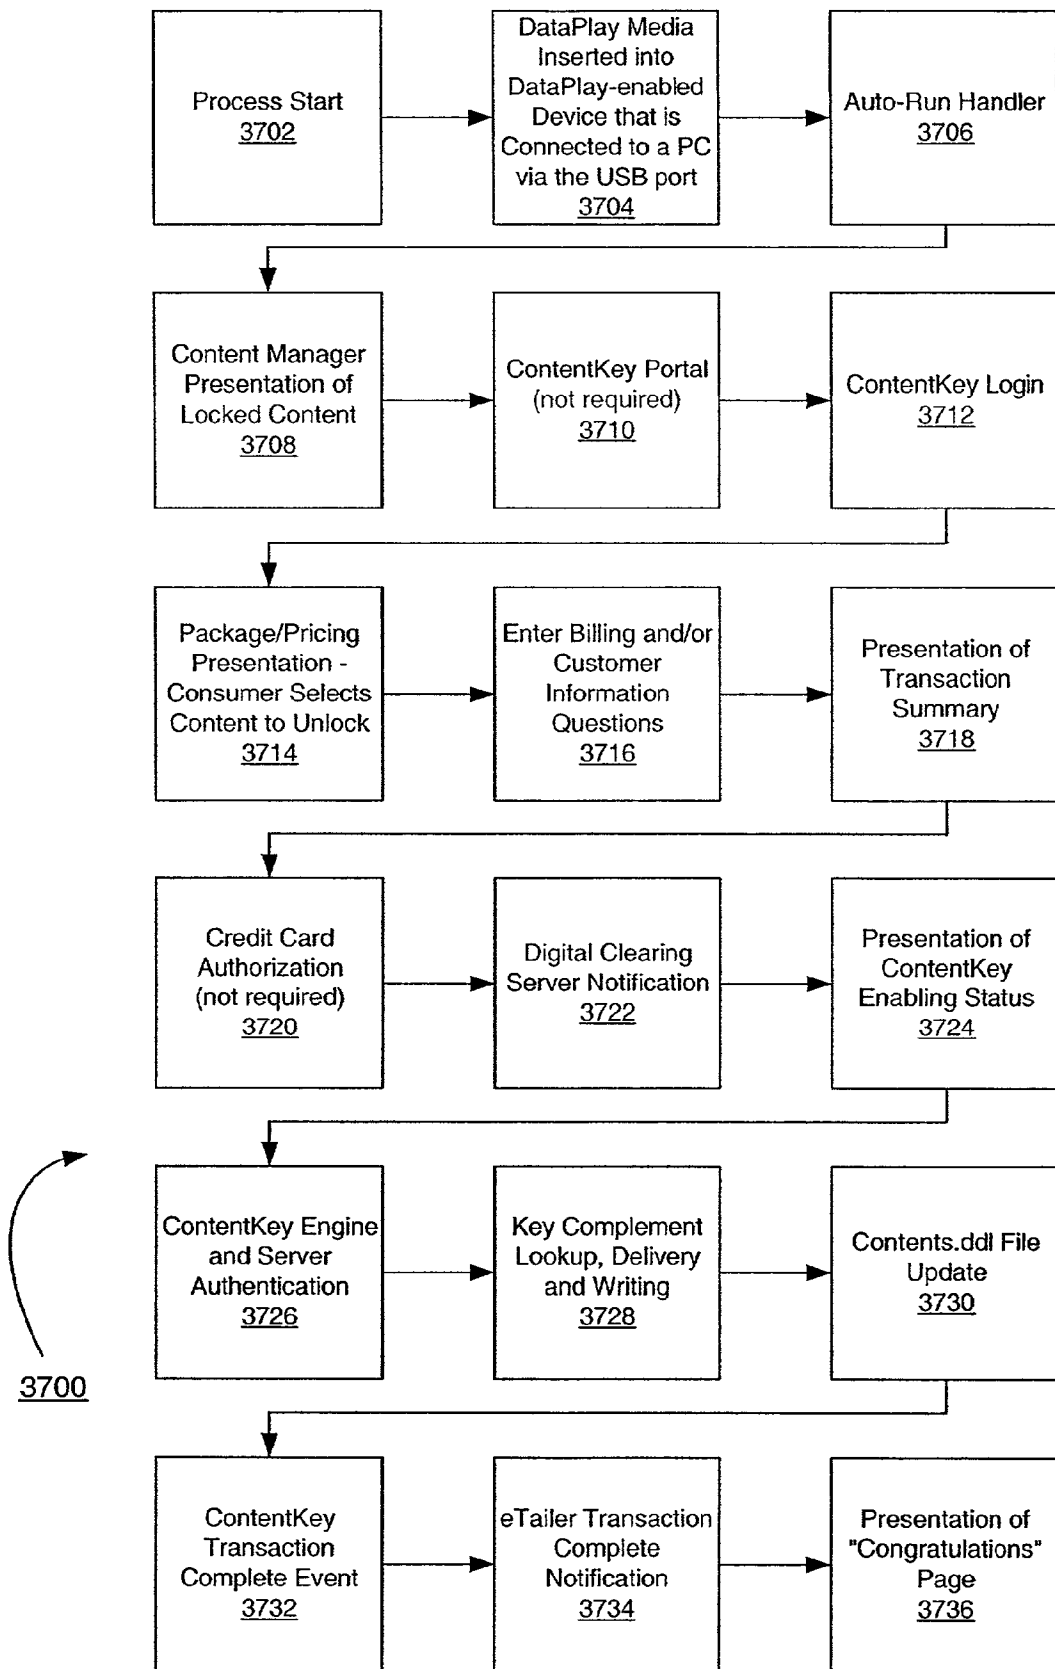 Process Start
3702
DataPlay Media
Inserted into
DataPlay-enabled
Device that is
Connected to a PC
via the USB port
3704
Auto-Run Handler
3706
Content Manager
Presentation of
Locked Content
3708
ContentKey Portal
(not required)
3710
ContentKey Login
3712
Package/Pricing
Presentation -
Consumer Selects
Content to Unlock
3714
Enter Billing and/or
Customer
Information
Questions
3716
Presentation of
Transaction
Summary
3718
Credit Card
Authorization
(not required)
3720
Digital Clearing
Server Notification
3722
Presentation of
ContentKey
Enabling Status
3724
ContentKey Engine
and Server
Authentication
3726
Key Complement
Lookup, Delivery
and Writing
3728
Contents.ddl File
Update
3730
3700
ContentKey
Transaction
Complete Event
3732
eTailer Transaction
Complete
Notification
3734
Presentation of
"Congratulations"
Page
3736